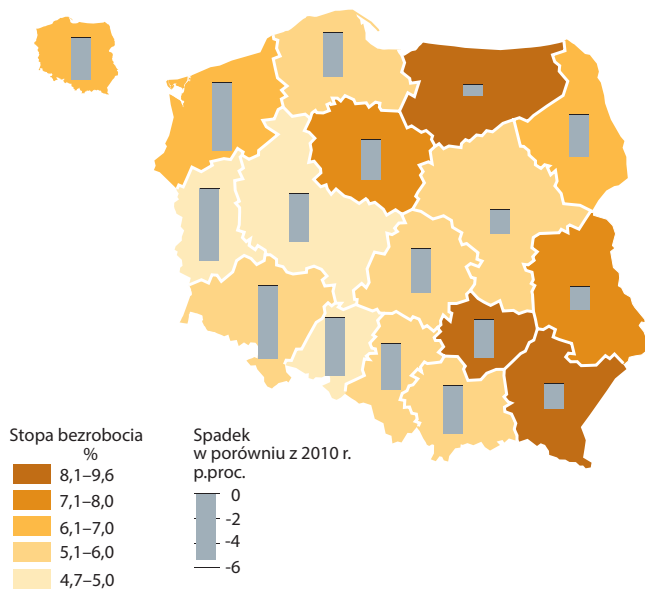 Stopa bezrobocia
%
8,1–9,6
7,1–8,0
6,1–7,0
5,1–6,0
4,7–5,0
Spadek
w porówniu z 2010 r.
p.proc.
0
-2
-4
-6